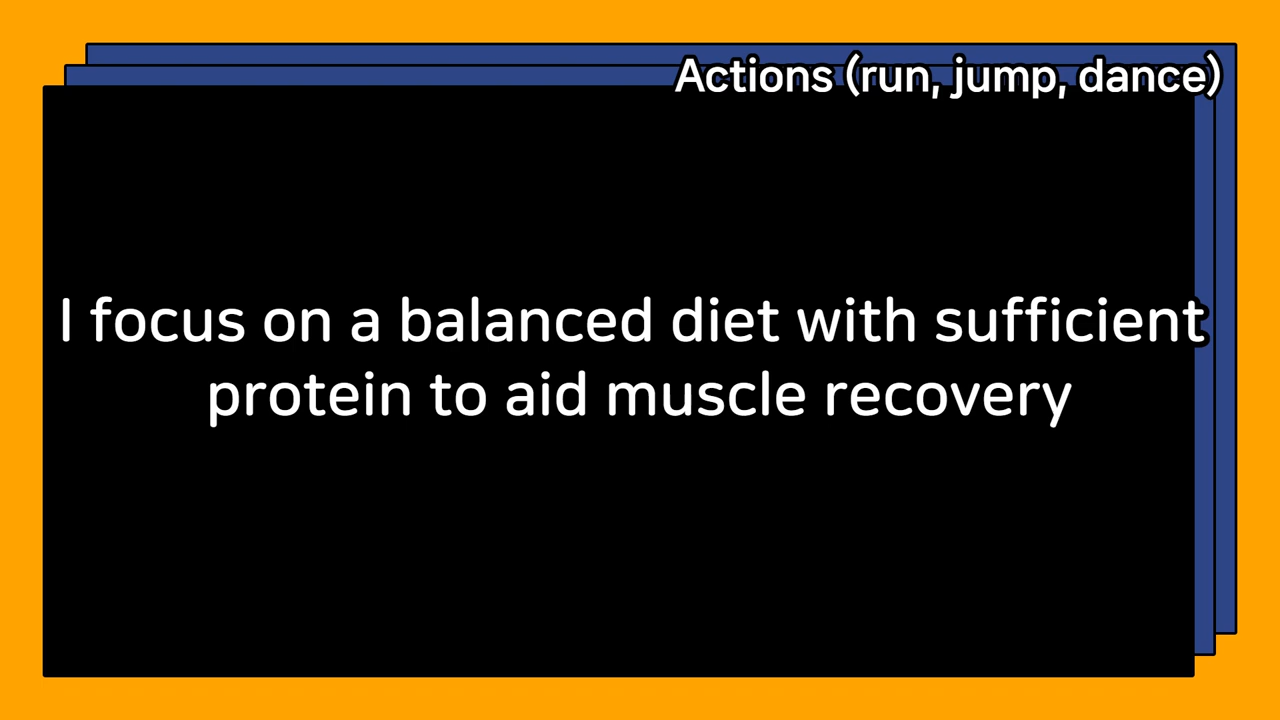 Actions (run, jump, dance)
I focus on a balanced diet with sufficient
protein to aid muscle recovery